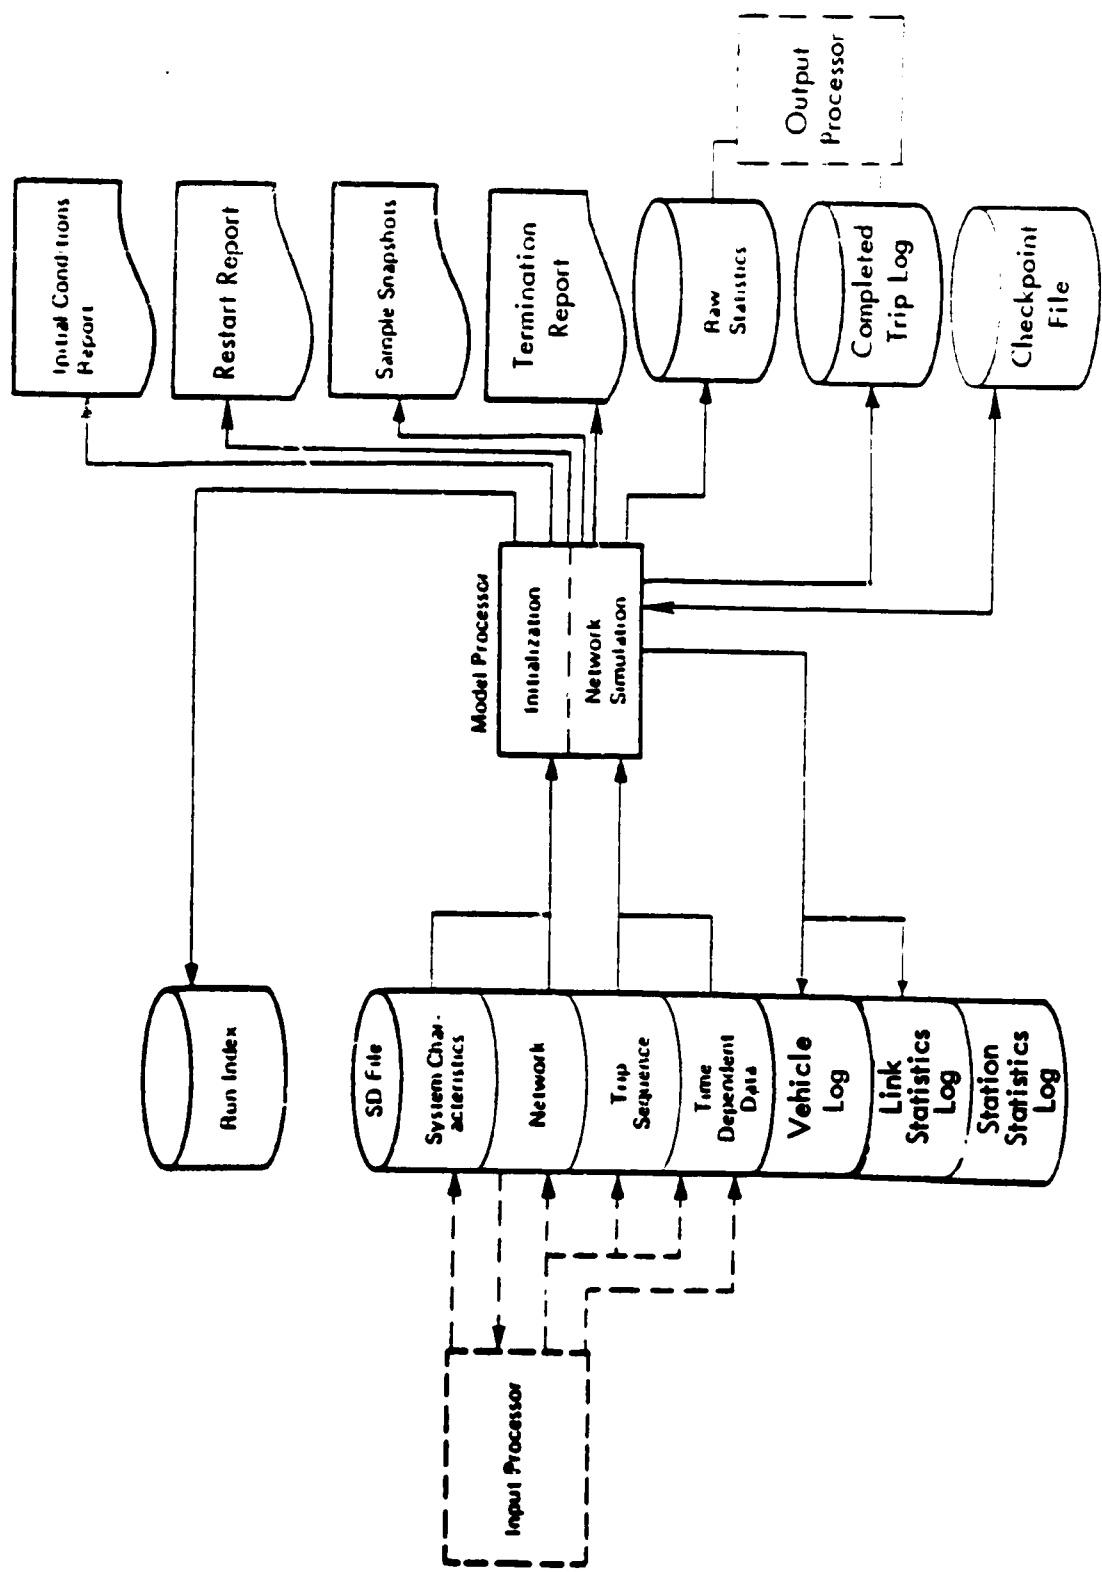 Input Processor
Run Index
SD File
System Char-
acteristics
Network
Trip
Sequence
Time
Dependent
Data
Vehicle
Log
Link
Statistics
Log
Station
Statistics
Log
Model Processor
Initialization
Network
Simulation
Initial Conditions
Report
Restart Report
Sample Snapshots
Termination
Report
Raw
Statistics
Completed
Trip Log
Checkpoint
File
Output
Processor